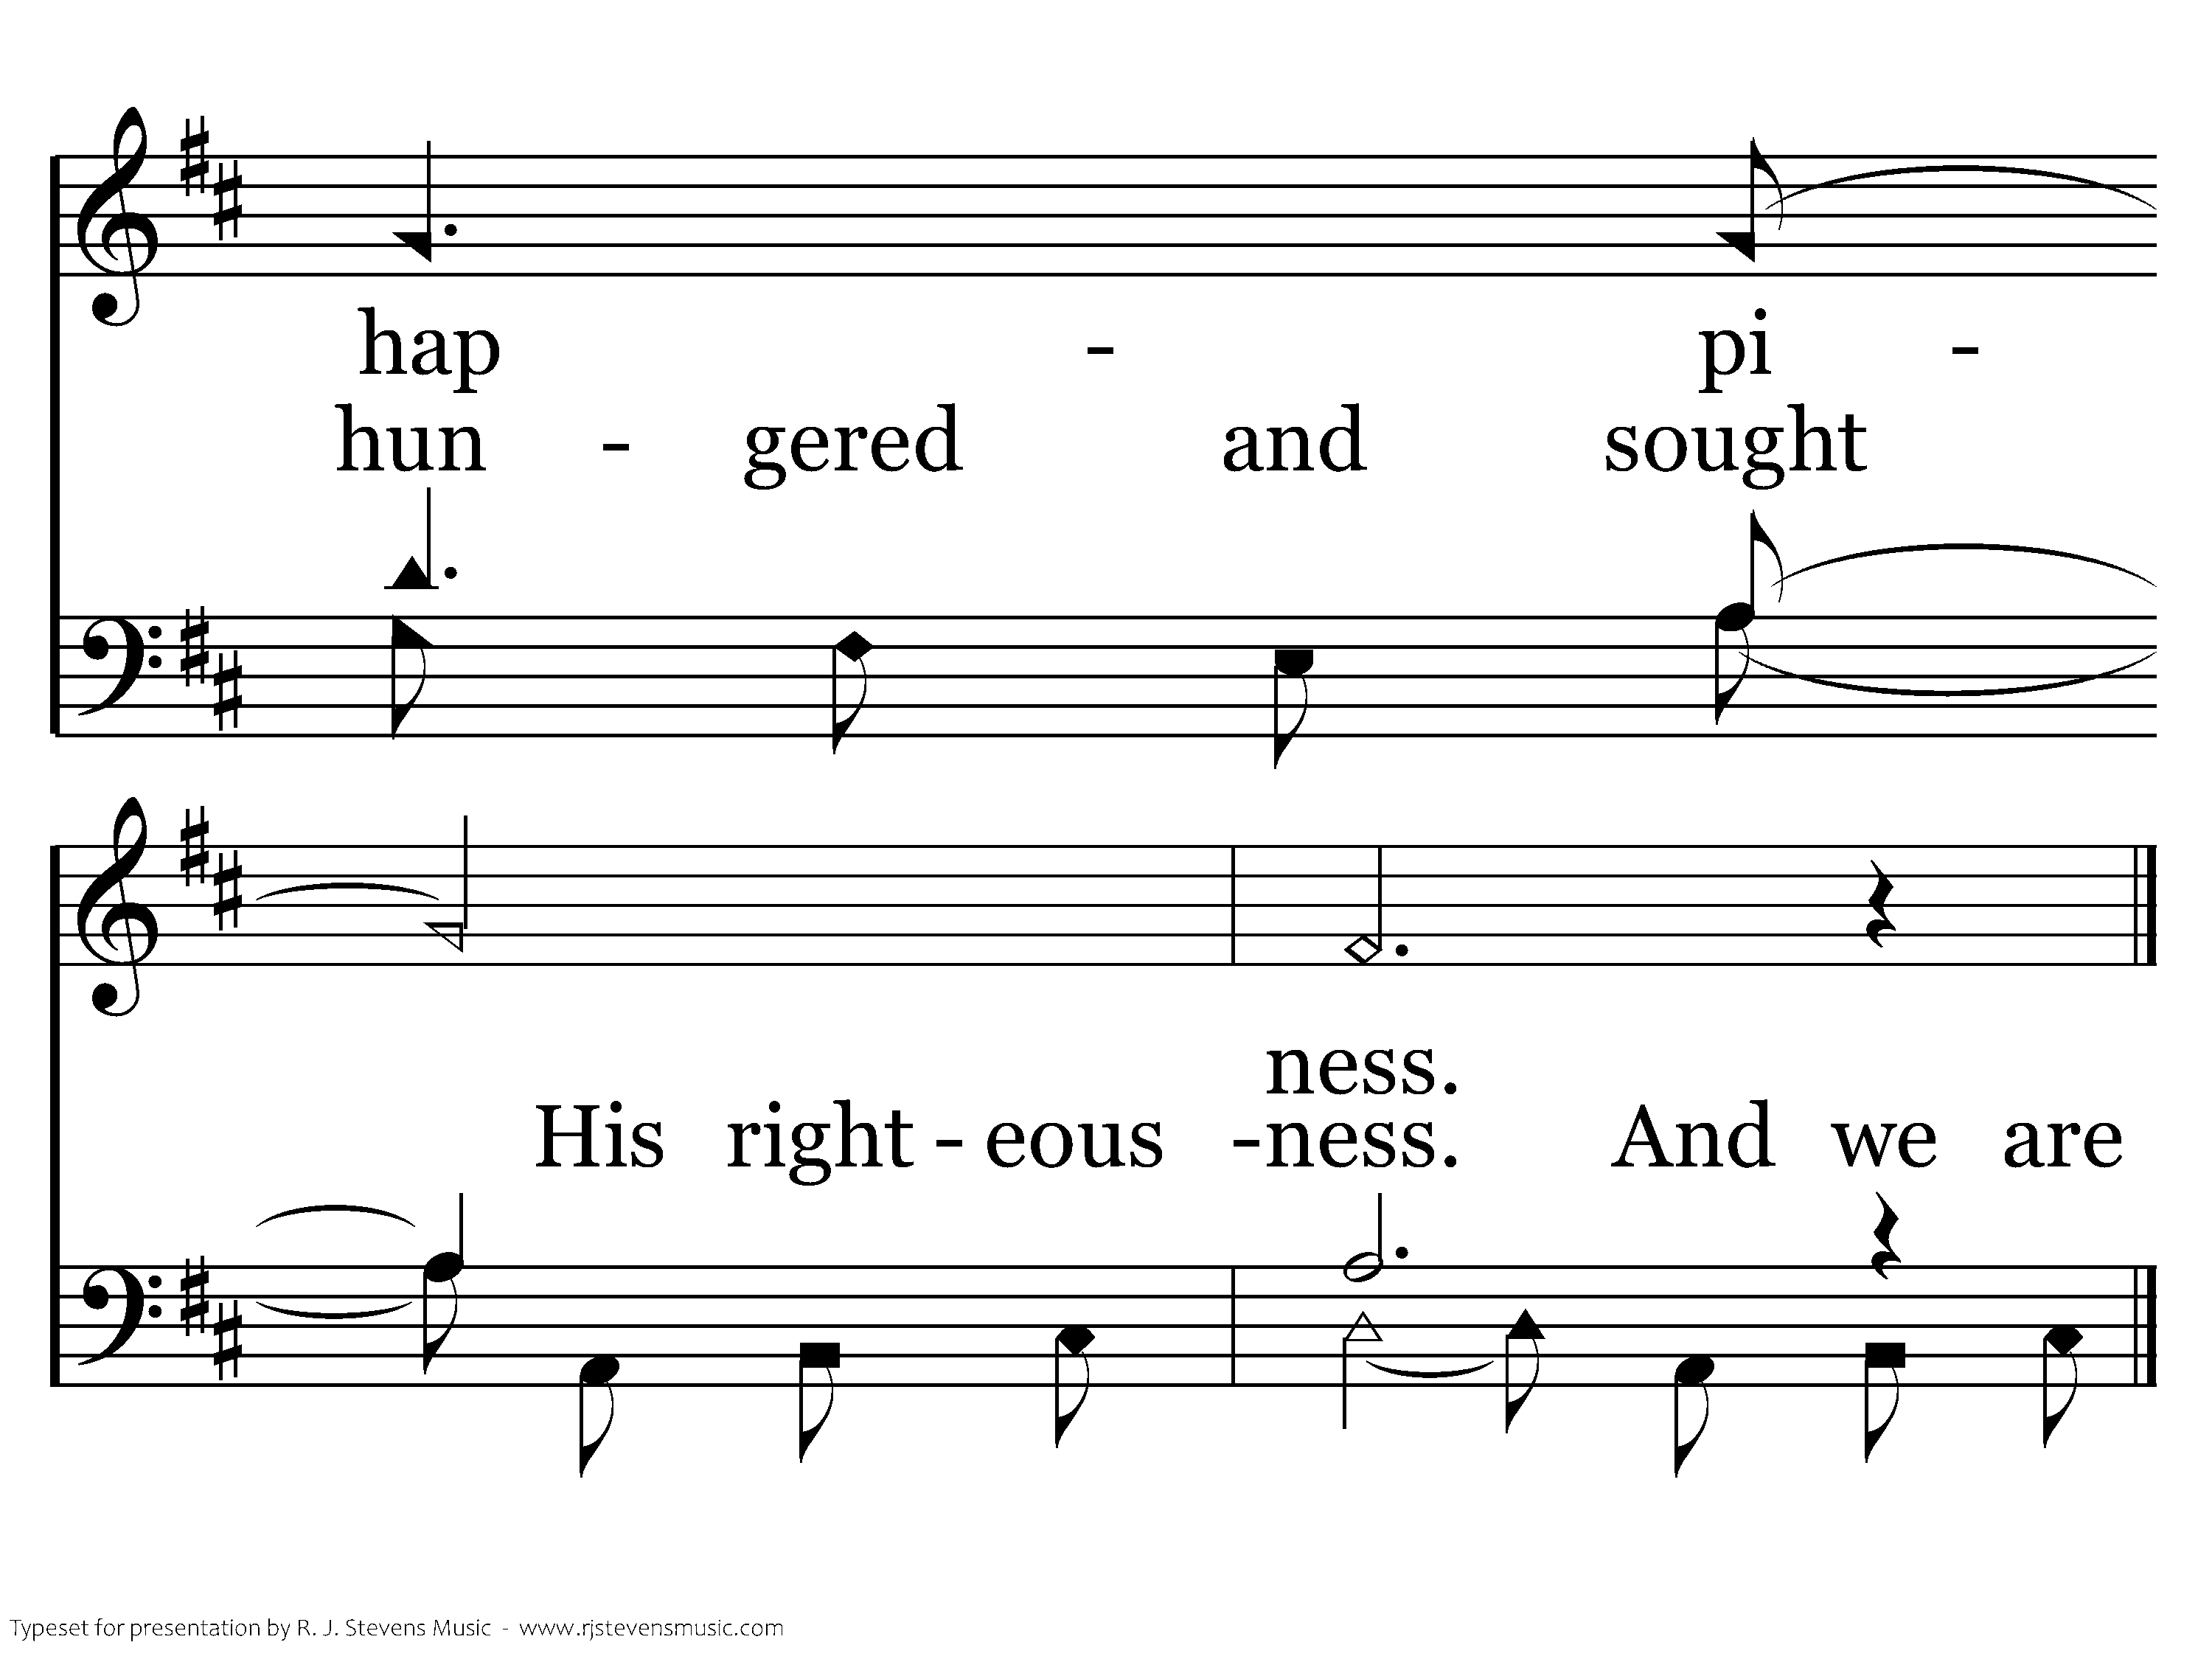 hap - pi -
hun - gered and sought
ness.
His right - eous -ness. And we are
Typeset for presentation by R. J. Stevens Music - www.rjstevensmusic.com